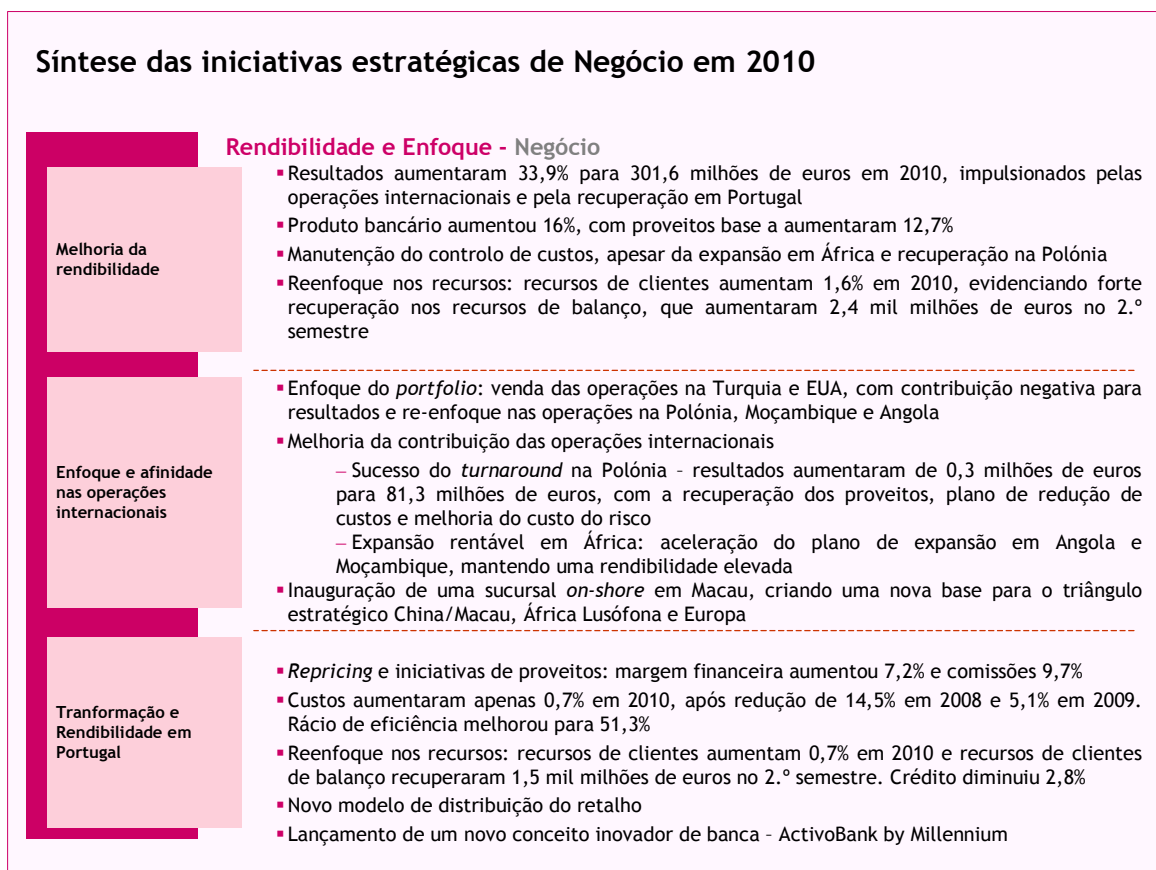 Síntese das iniciativas estratégicas de Negócio em 2010
Rendibilidade e Enfoque - Negócio
Melhoria da
rendibilidade
▪Resultados aumentaram 33,9% para 301,6 milhões de euros em 2010, impulsionados pelas
operações internacionais e pela recuperação em Portugal
▪Produto bancário aumentou 16%, com proveitos base a aumentaram 12,7%
▪Manutenção do controlo de custos, apesar da expansão em África e recuperação na Polónia
▪Reenfoque nos recursos: recursos de clientes aumentam 1,6% em 2010, evidenciando forte
recuperação nos recursos de balanço, que aumentaram 2,4 mil milhões de euros no 2.º
semestre
Enfoque e afinidade
nas operações
internacionais
▪Enfoque do portfolio: venda das operações na Turquia e EUA, com contribuição negativa para
resultados e re-enfoque nas operações na Polónia, Moçambique e Angola
▪Melhoria da contribuição das operações internacionais
– Sucesso do turnaround na Polónia – resultados aumentaram de 0,3 milhões de euros
para 81,3 milhões de euros, com a recuperação dos proveitos, plano de redução de
custos e melhoria do custo do risco
– Expansão rentável em África: aceleração do plano de expansão em Angola e
Moçambique, mantendo uma rendibilidade elevada
▪Inauguração de uma sucursal on-shore em Macau, criando uma nova base para o triângulo
estratégico China/Macau, África Lusófona e Europa
Tranformação e
Rendibilidade em
Portugal
▪Repricing e iniciativas de proveitos: margem financeira aumentou 7,2% e comissões 9,7%
▪Custos aumentaram apenas 0,7% em 2010, após redução de 14,5% em 2008 e 5,1% em 2009.
Rácio de eficiência melhorou para 51,3%
▪Reenfoque nos recursos: recursos de clientes aumentam 0,7% em 2010 e recursos de clientes
de balanço recuperaram 1,5 mil milhões de euros no 2.º semestre. Crédito diminuiu 2,8%
▪Novo modelo de distribuição do retalho
▪Lançamento de um novo conceito inovador de banca – ActivoBank by Millennium